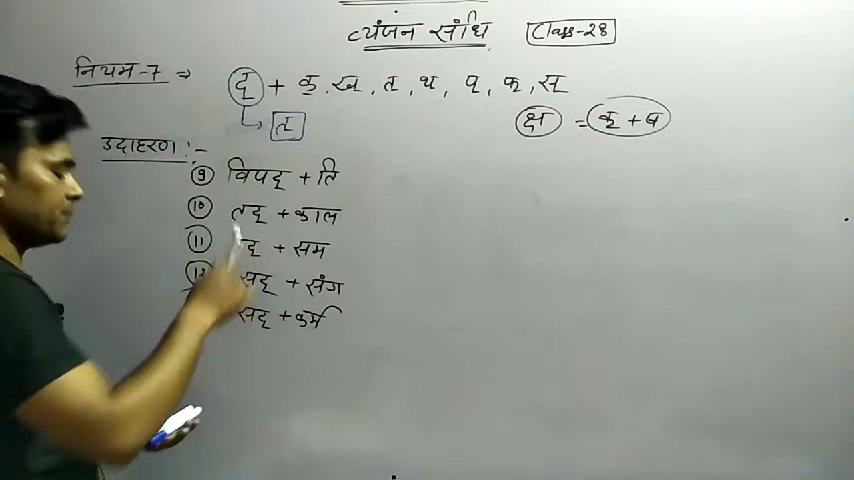 व्यंजन संधि Class-28
नियम-7 ⇒ द् + क्, ख्, त्, थ्, प्, फ्, स्
↳ त् क्ष = क् + ष
उदाहरण :-
⑨ विपद् + ति
⑩ तद् + काल
⑪ द् + सम
सद् + संग
सद् + कर्म